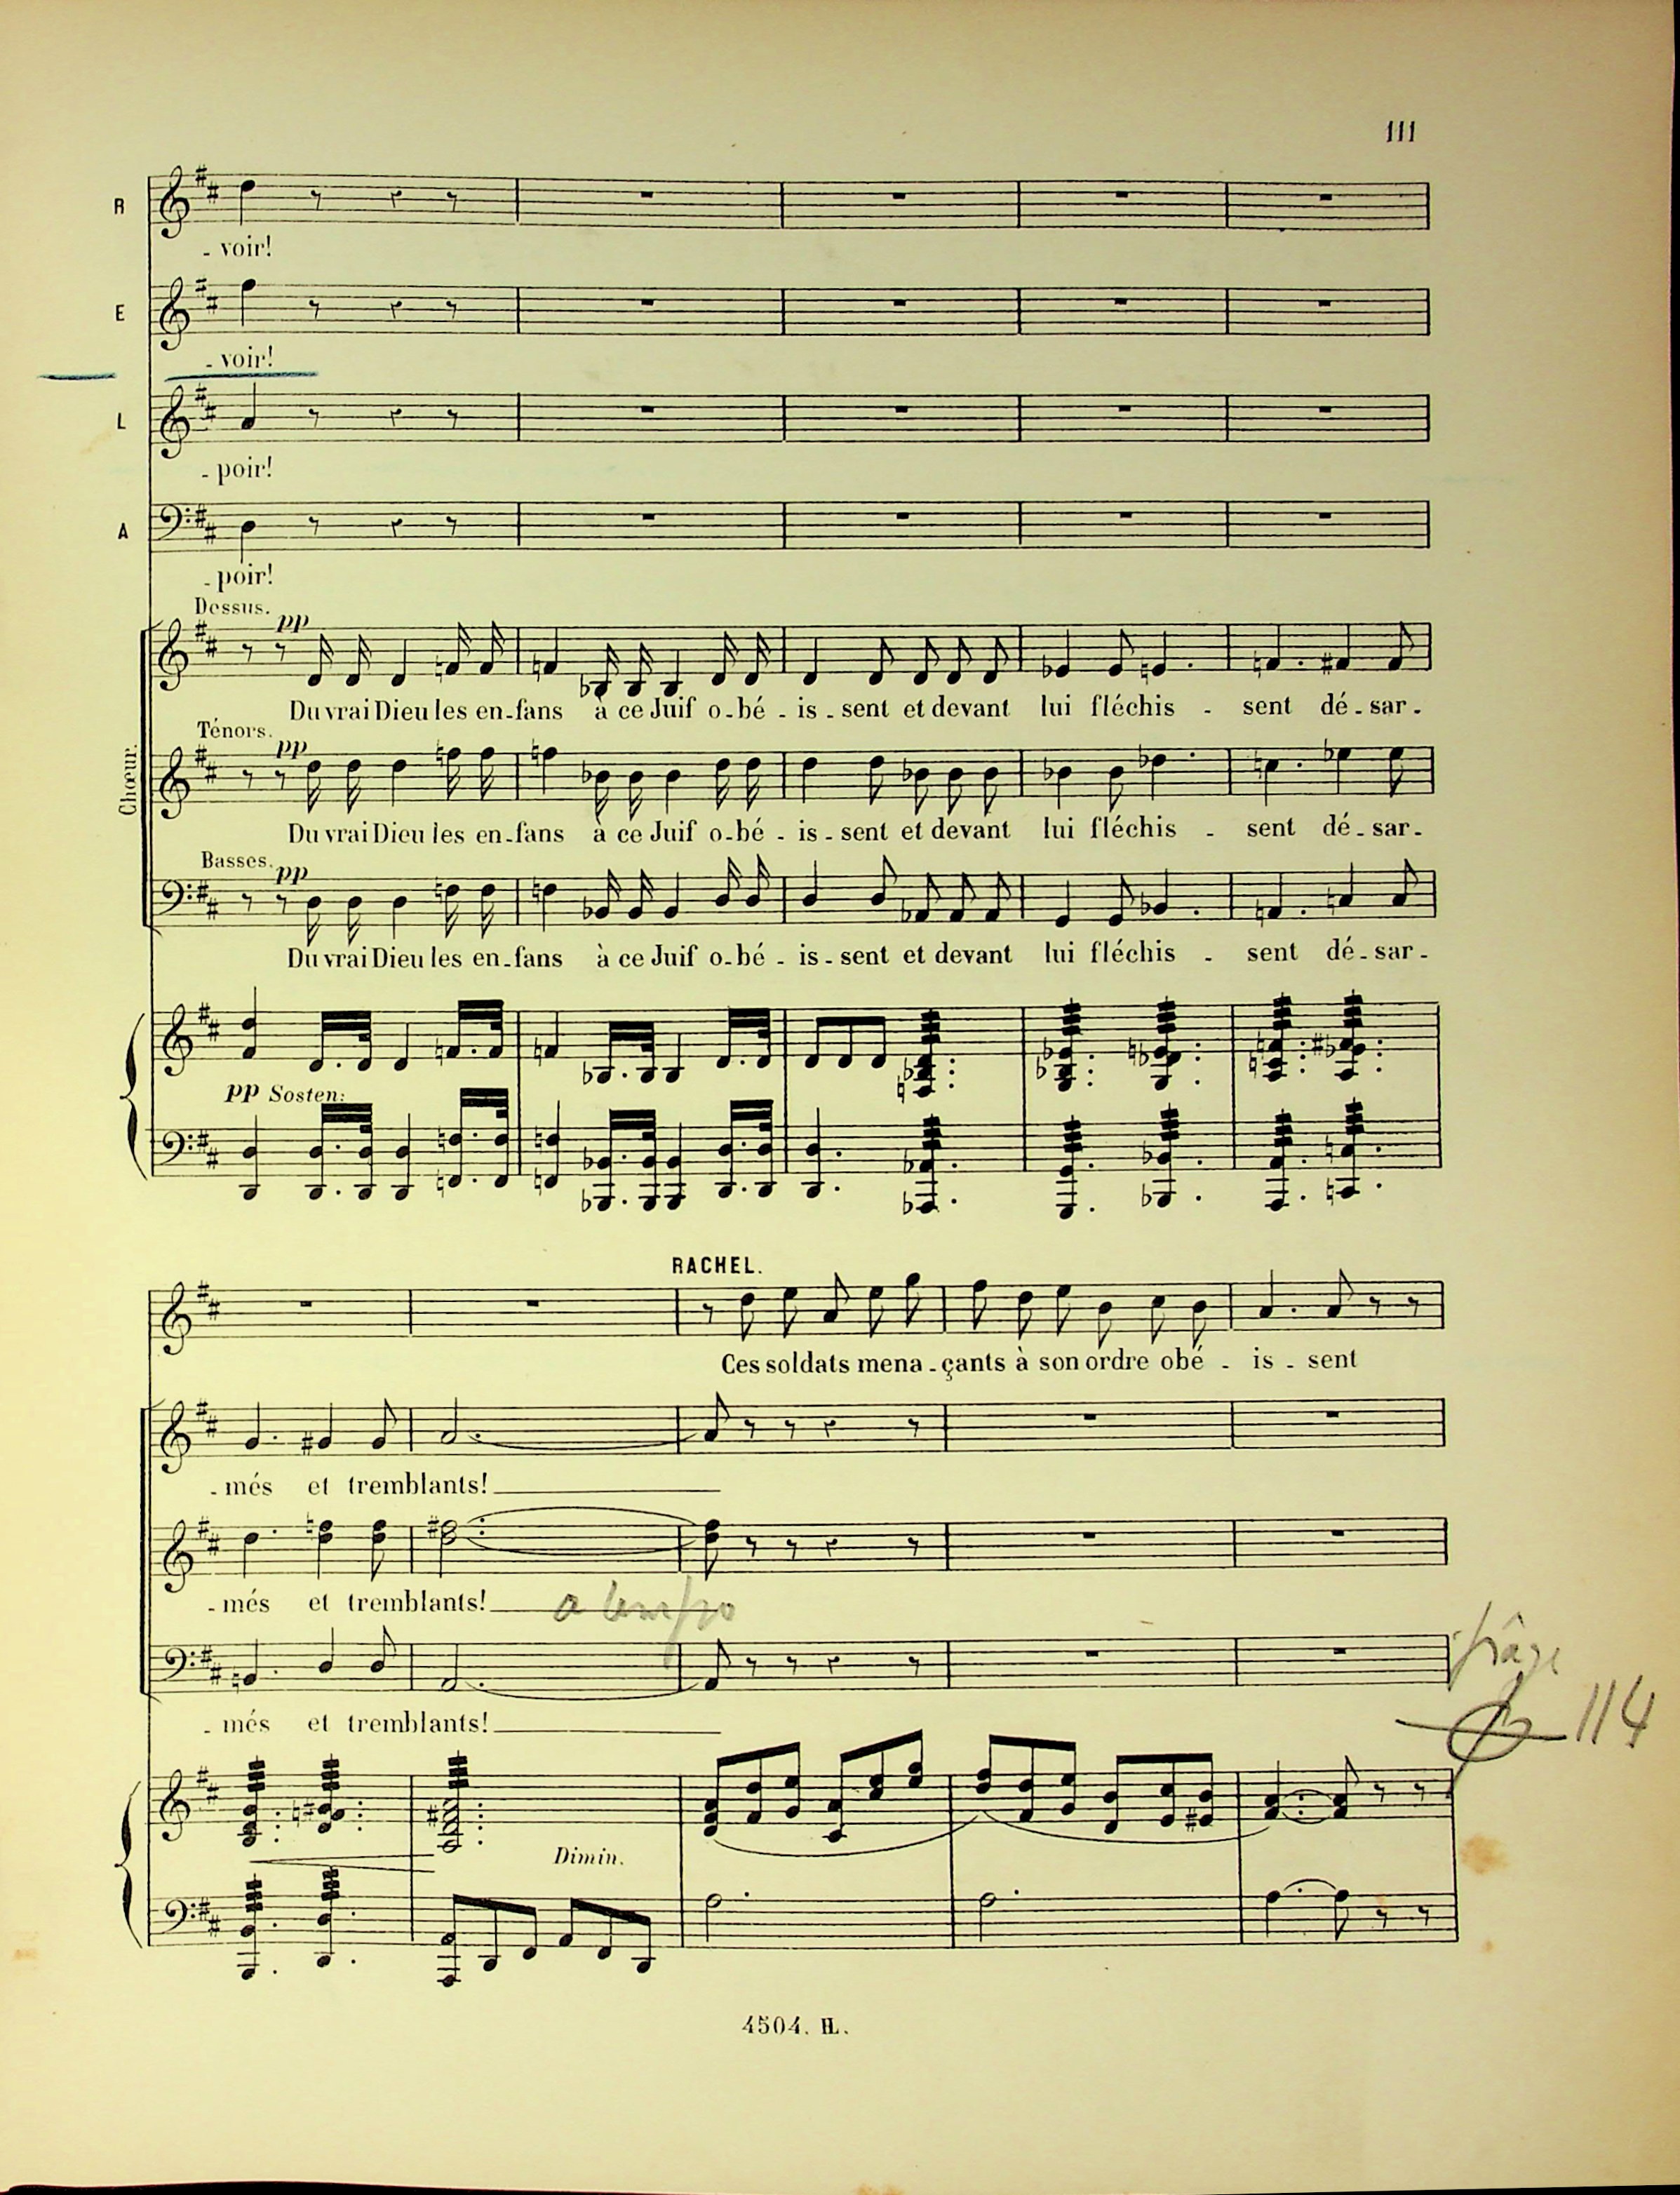 111
R
- voir!
E
- voir!
L
- poir!
A
- poir!
Dessus.
pp
Du vrai Dieu les en-fans à ce Juif o-bé - is - sent et devant lui fléchis - sent dé - sar -
Chœur.
Ténors.
pp
Du vrai Dieu les en-fans à ce Juif o-bé - is - sent et devant lui fléchis - sent dé - sar -
Basses.
pp
Du vrai Dieu les en-fans à ce Juif o-bé - is - sent et devant lui fléchis - sent dé - sar -
pp Sosten:
RACHEL.
Ces soldats mena - çants à son ordre obé - is - sent
- més et tremblants!
- més et tremblants!
a tempo
- més et tremblants!
114
Dimin.
4504. H.